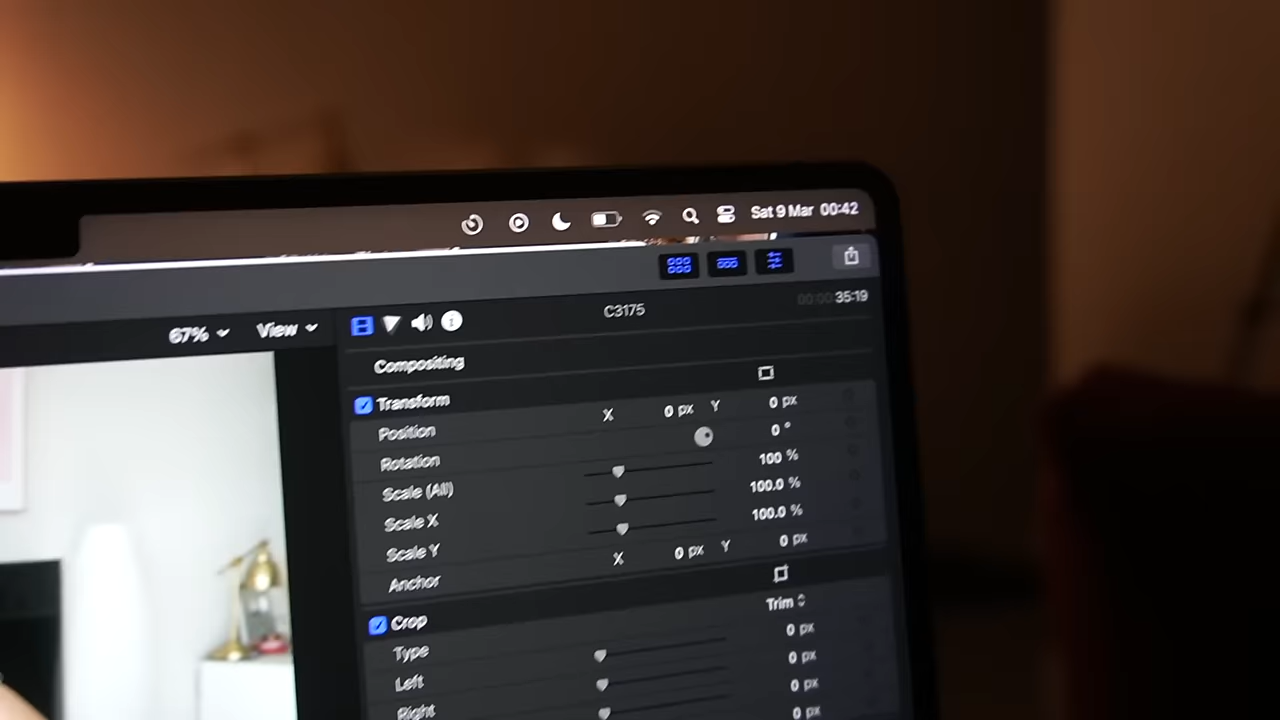 Sat 9 Mar 00:42
C3175
00:00:35:19
67% View
Compositing
Transform
Position X 0 px Y 0 px
Rotation 0 °
Scale (All) 100 %
Scale X 100.0 %
Scale Y 100.0 %
Anchor X 0 px Y 0 px
Crop
Type Trim
Left 0 px
Right 0 px
0 px
0 px